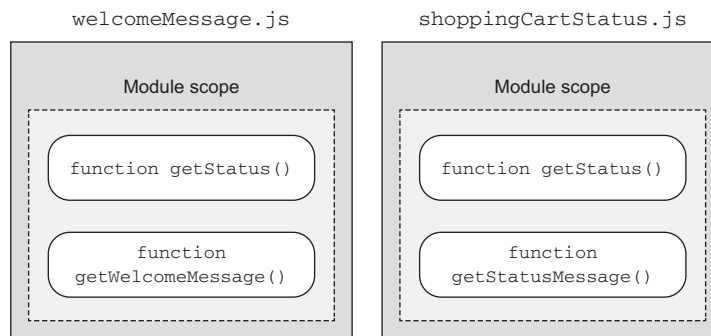 welcomeMessage.js
Module scope
function getStatus()
function
getWelcomeMessage()
shoppingCartStatus.js
Module scope
function getStatus()
function
getStatusMessage()